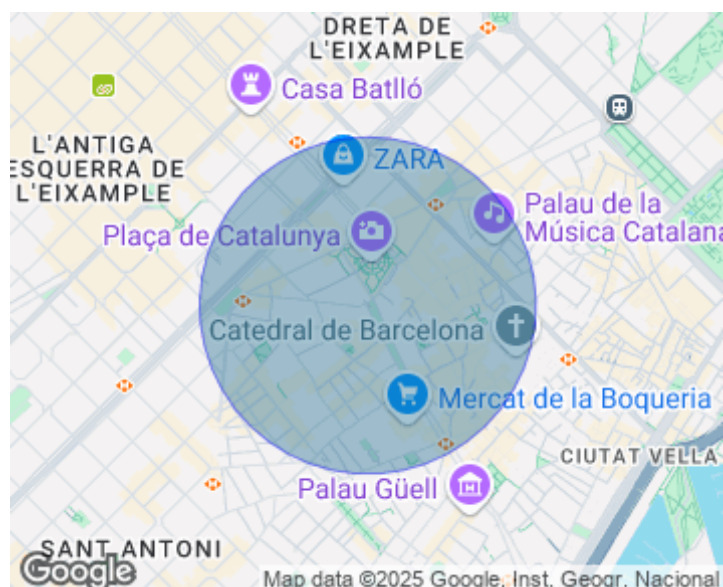 DRETA DE
L'EIXAMPLE
Casa Batlló
L'ANTIGA
ESQUERRA DE
L'EIXAMPLE
ZARA
Palau de la
Música Catalana
Plaça de Catalunya
Catedral de Barcelona
Mercat de la Boqueria
CIUTAT VELLA
Palau Güell
SANT ANTONI
Google
Map data ©2025 Google, Inst. Geogr. Nacional